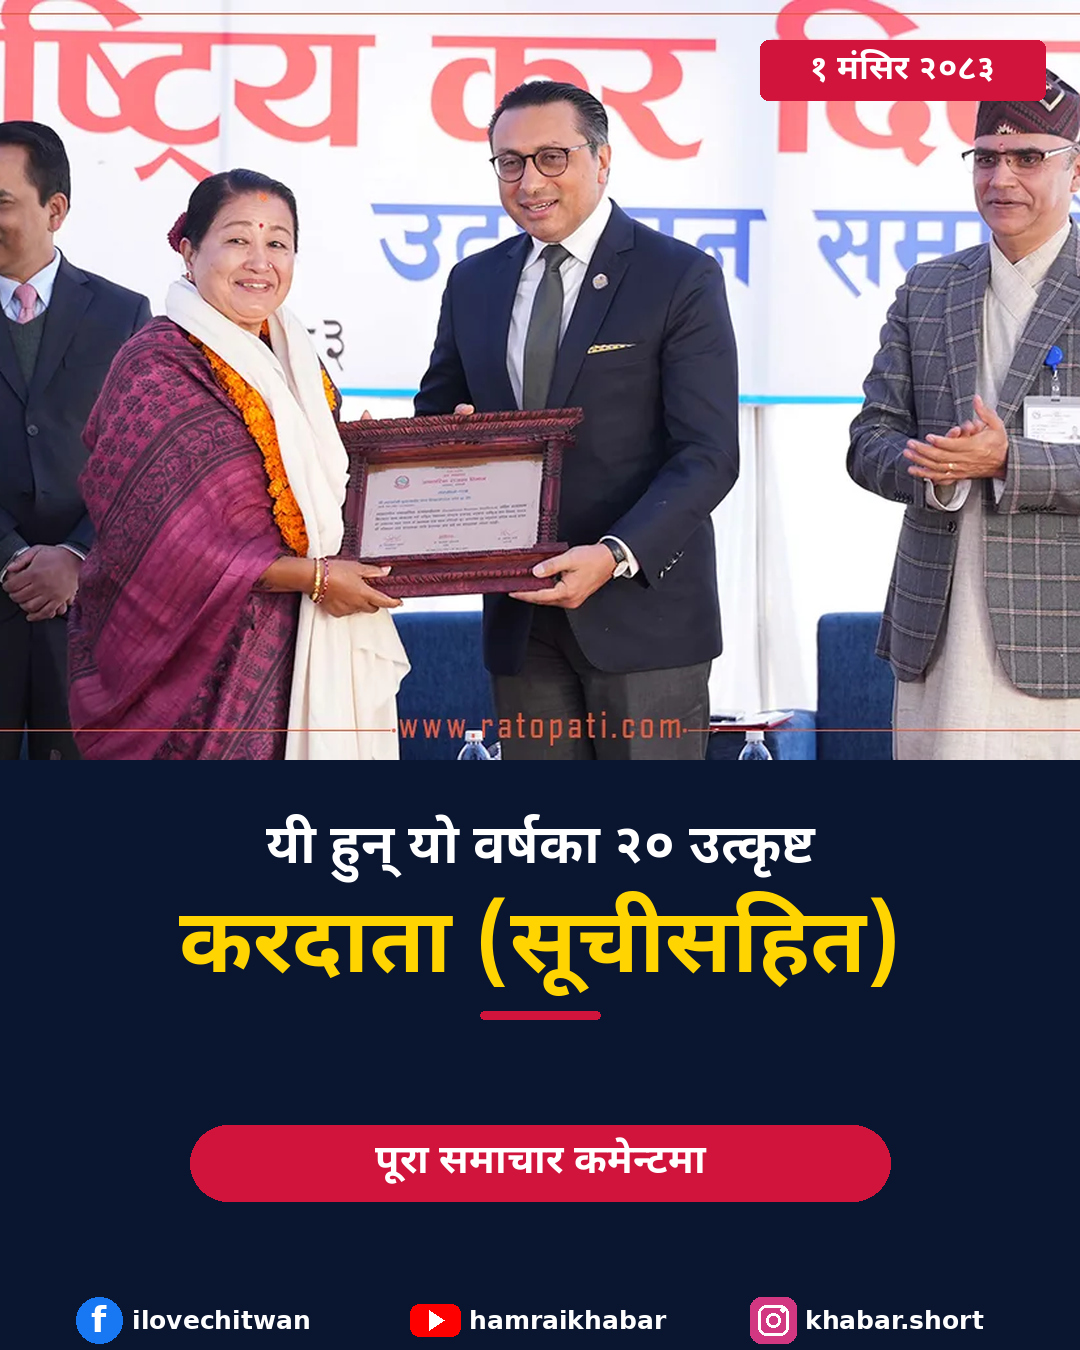 ष्ट्रिय कर दि
१ मंसिर २०८३
समा
www.ratopati.com
यी हुन् यो वर्षका २० उत्कृष्ट
करदाता (सूचीसहित)
पूरा समाचार कमेन्टमा
ilovechitwan
hamraikhabar
khabar.short